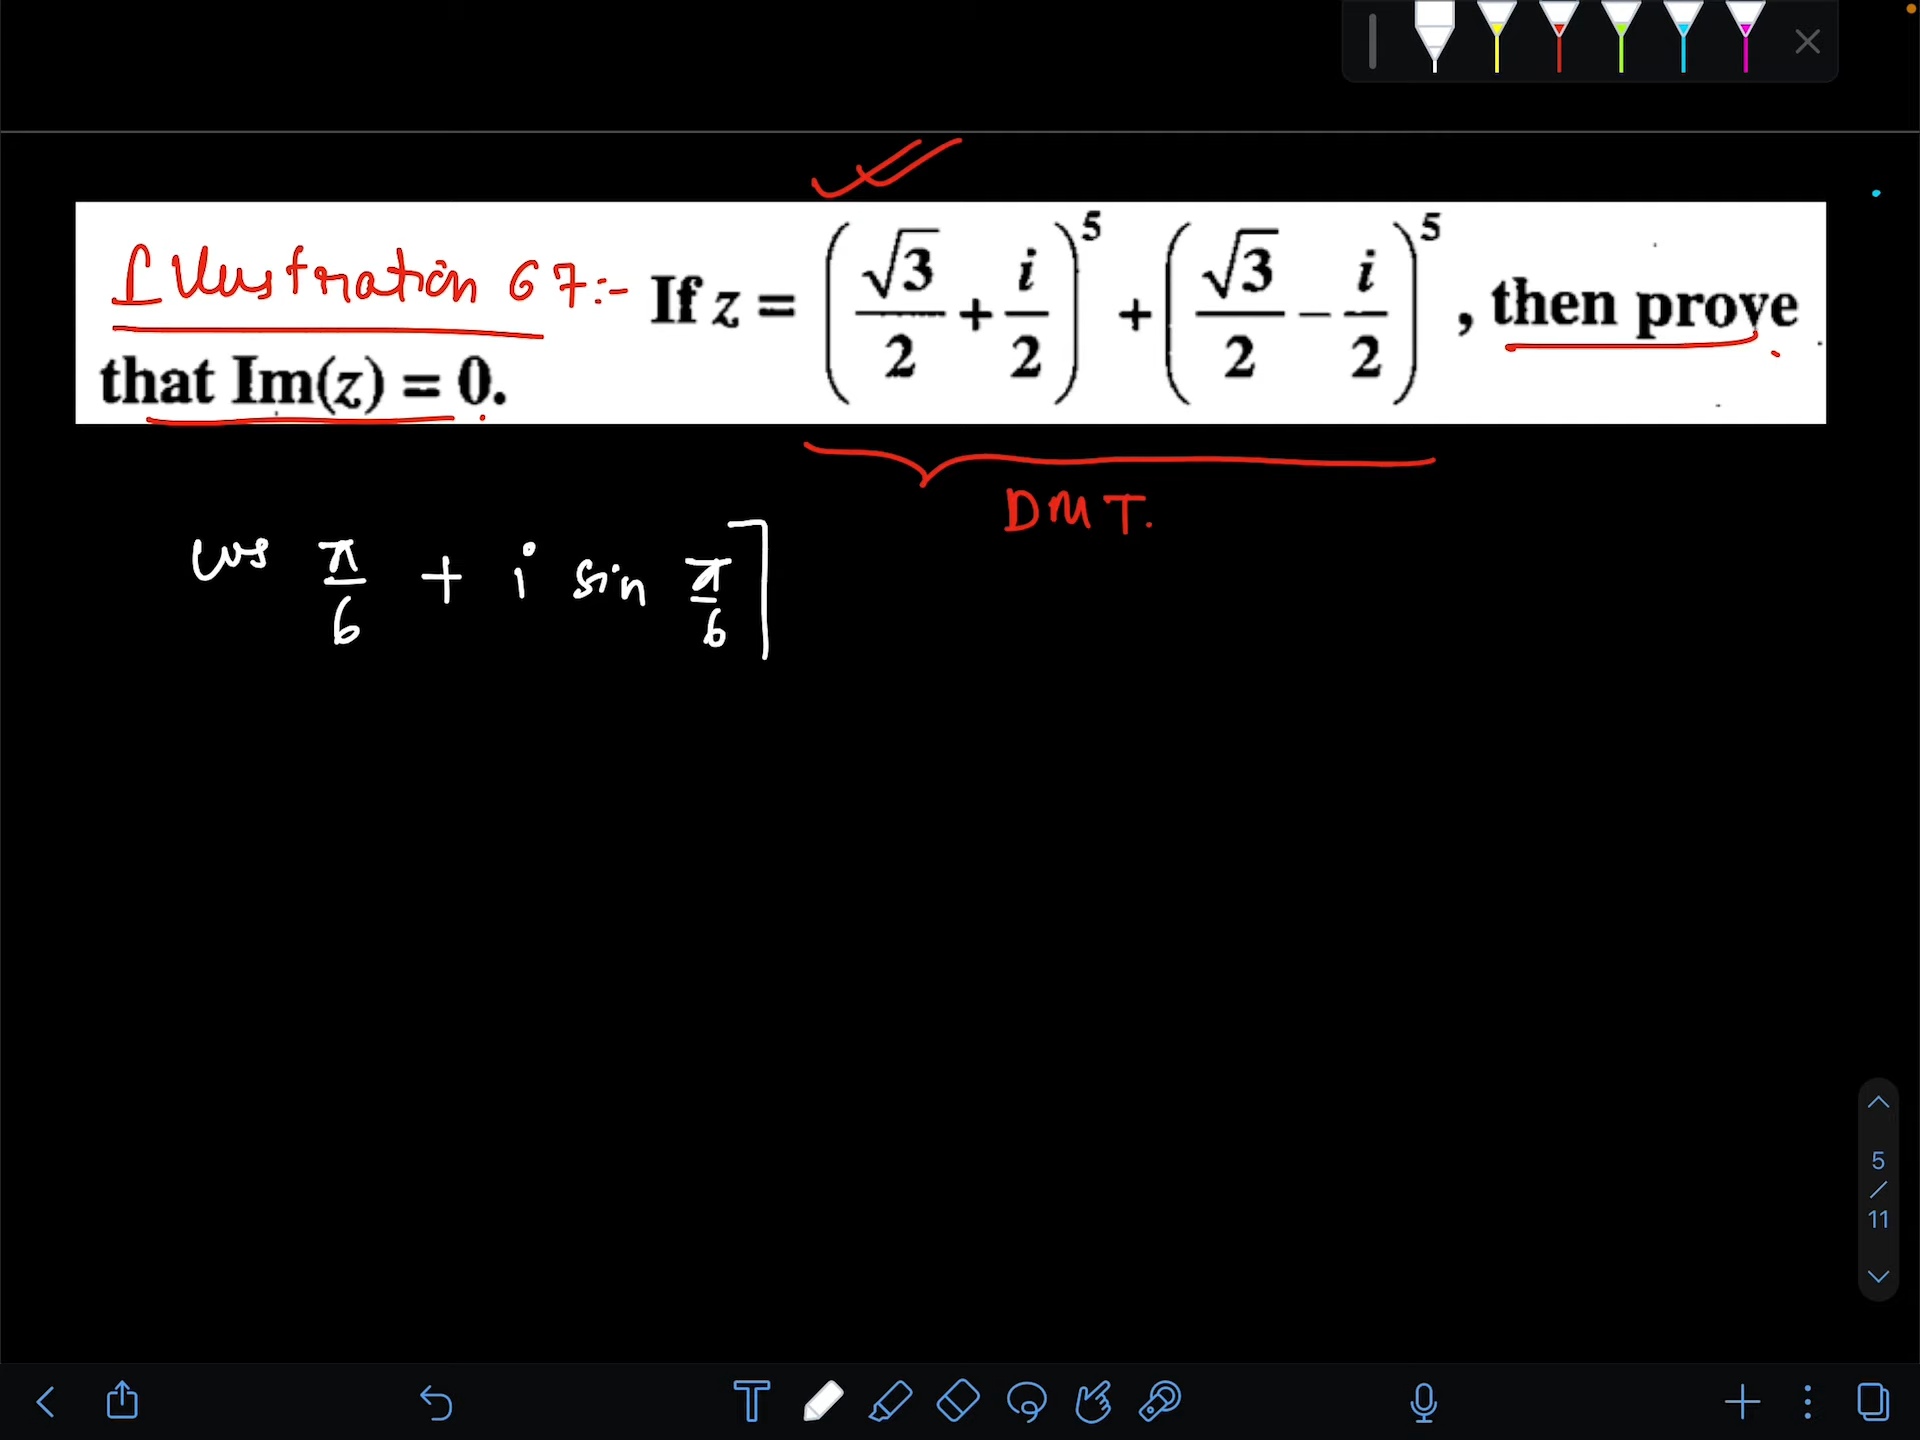 Illustration 67:- If z = (√3/2 + i/2)^5 + (√3/2 − i/2)^5, then prove
that Im(z) = 0.
DMT.
cos π/6 + i sin π/6]
5
/
11
T